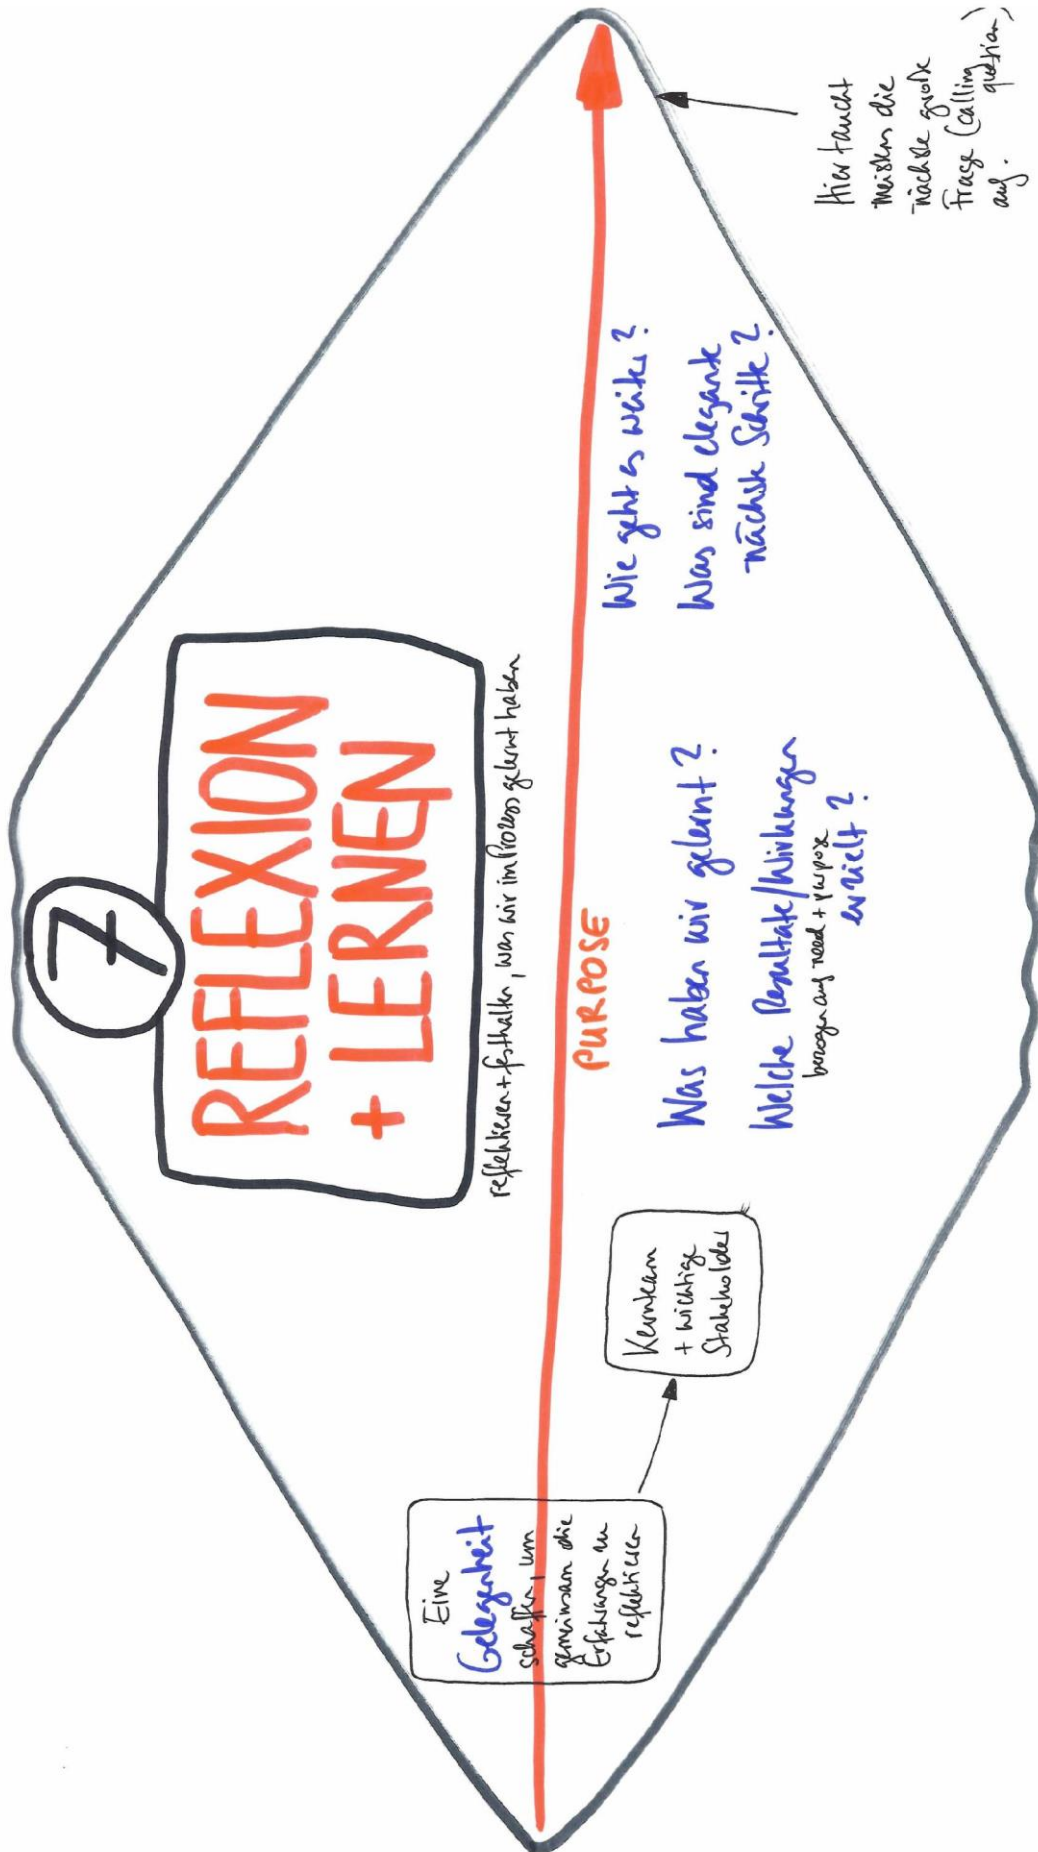 7
REFLEXION
+ LERNEN
reflektieren + festhalten, was wir im Prozess gelernt haben
PURPOSE
Eine
Gelegenheit
schaffen, um
gemeinsam die
Erfahrungen zu
reflektieren
Kernteam
+ wichtige
Stakeholder
Was haben wir gelernt?
Welche Resultate/Wirkungen
bezogen auf need + purpose
erzielt?
Wie geht es weiter?
Was sind elegante
nächste Schritte?
Hier taucht
meistens die
nächste große
Frage (calling question)
auf.